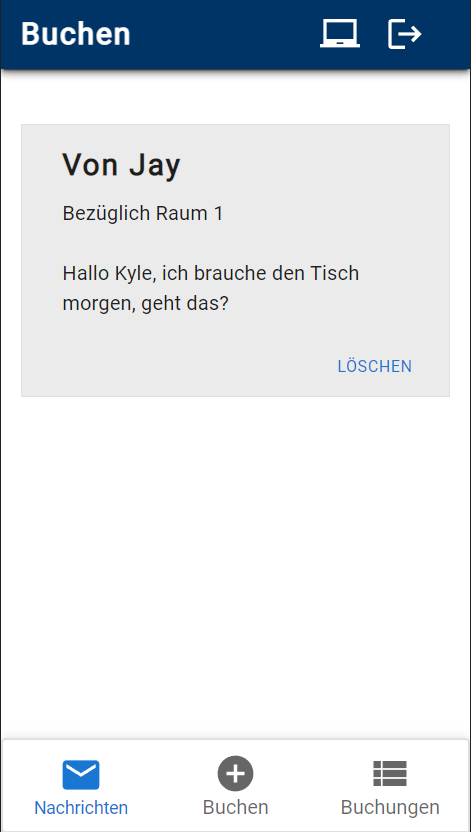 Buchen
Von Jay
Bezüglich Raum 1
Hallo Kyle, ich brauche den Tisch
morgen, geht das?
LÖSCHEN
Nachrichten
Buchen
Buchungen